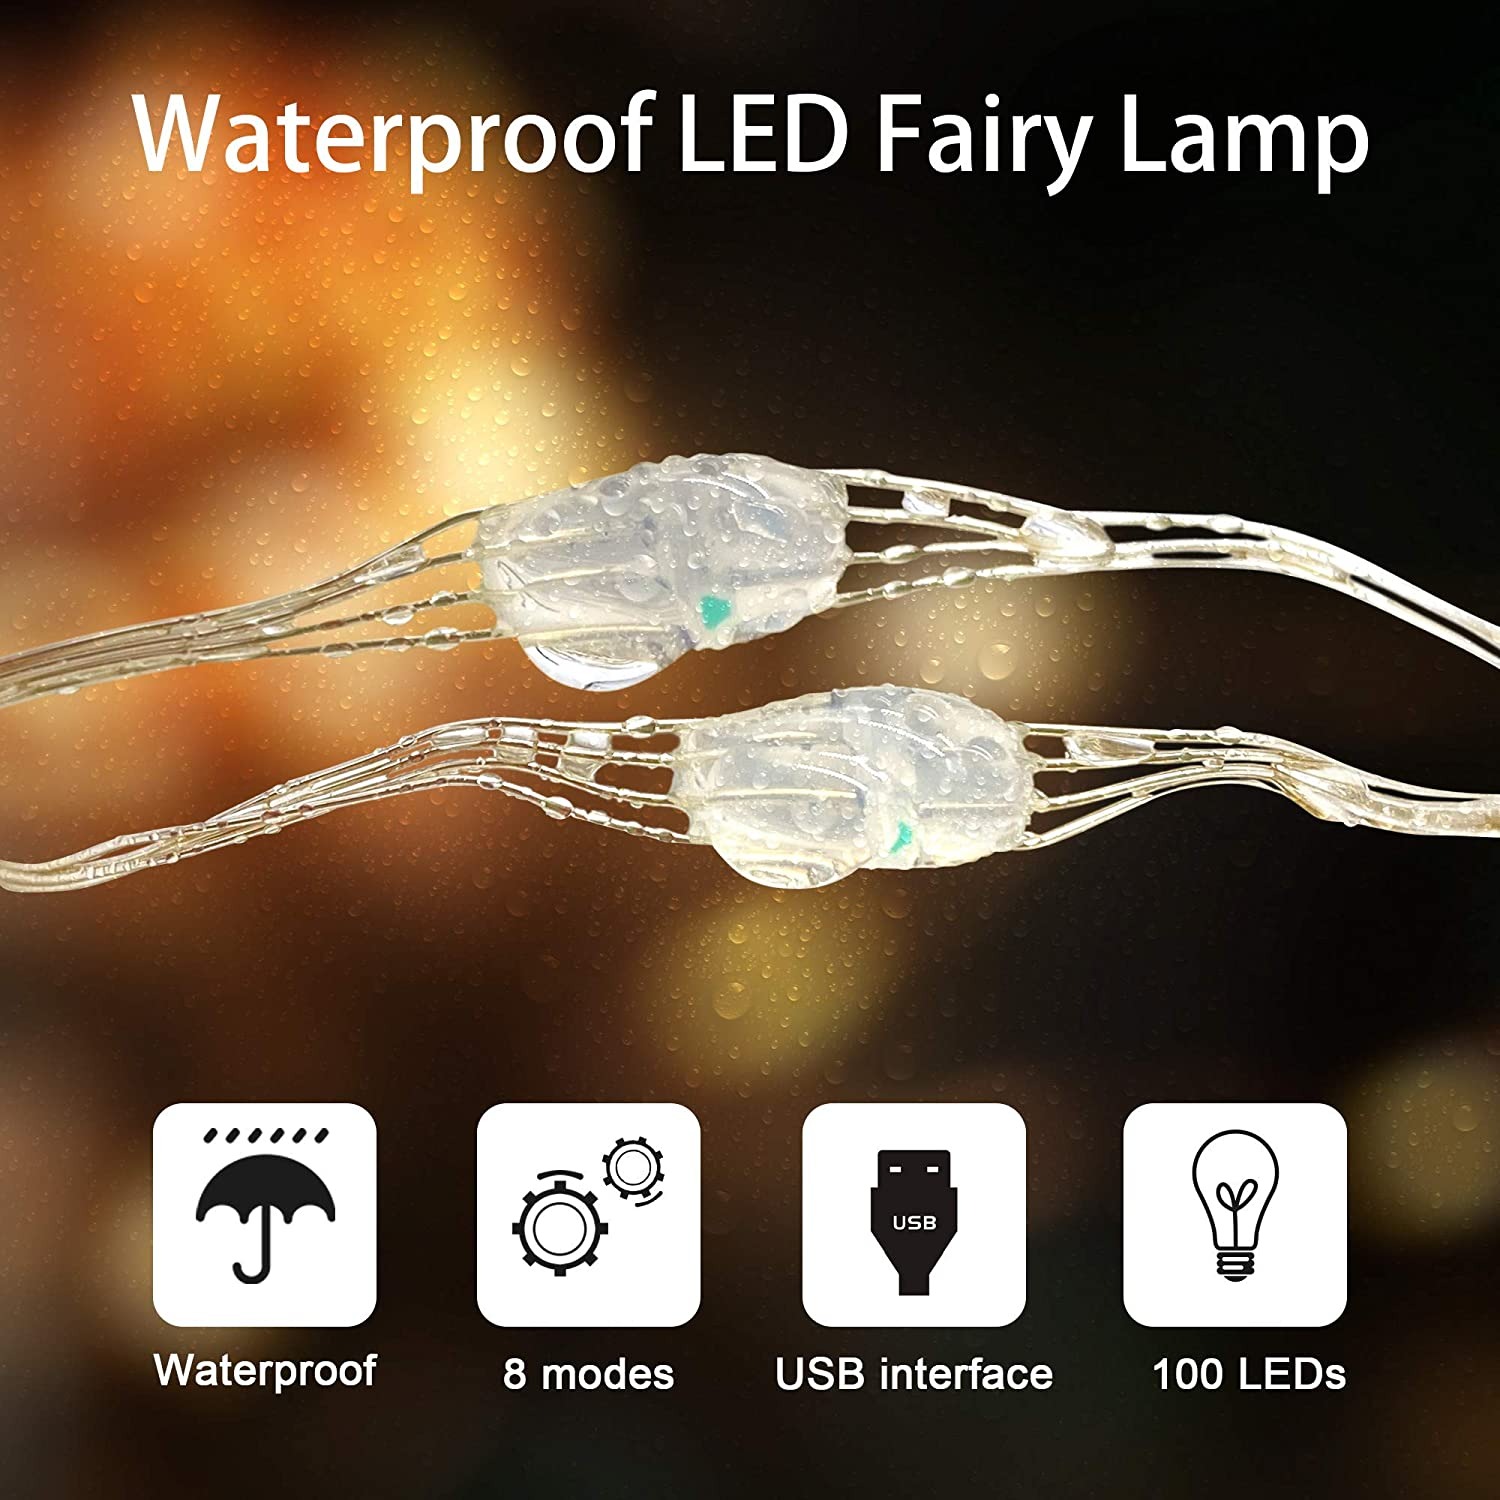 Waterproof LED Fairy Lamp
USB
Waterproof
8 modes
USB interface
100 LEDs